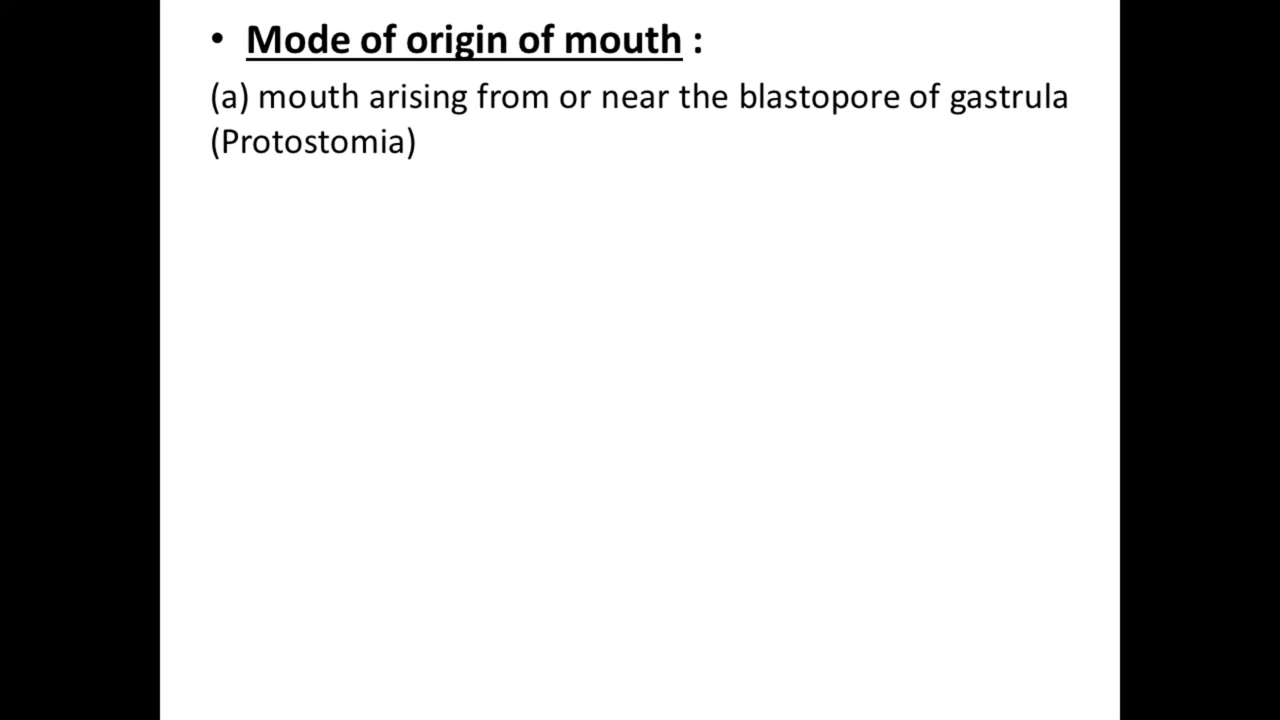 • Mode of origin of mouth :
(a) mouth arising from or near the blastopore of gastrula
(Protostomia)